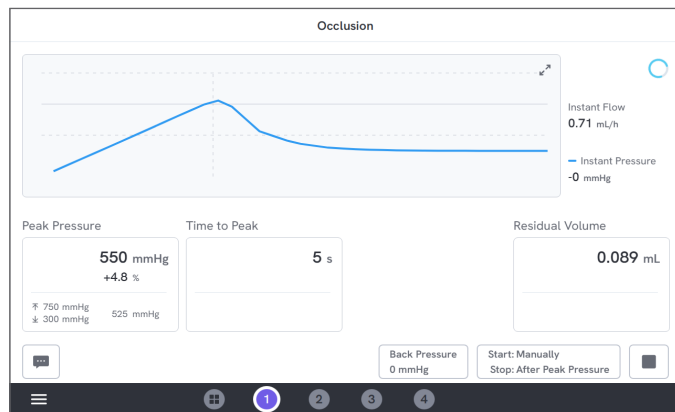 Occlusion
Instant Flow
0.71 mL/h
Instant Pressure
-0 mmHg
Peak Pressure
Time to Peak
Residual Volume
550 mmHg
+4.8 %
750 mmHg
300 mmHg
525 mmHg
5 s
0.089 mL
Back Pressure
0 mmHg
Start: Manually
Stop: After Peak Pressure
1
2
3
4